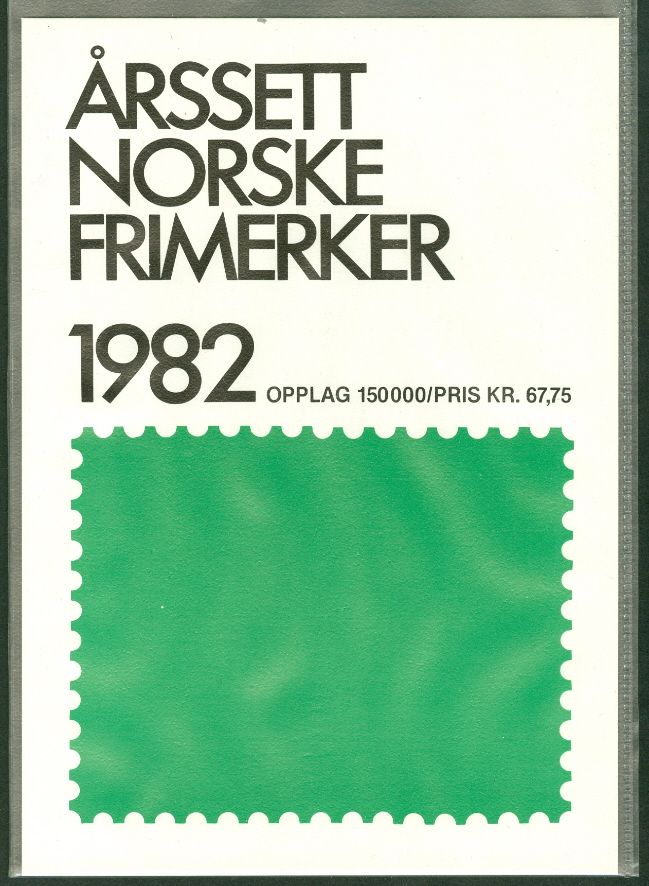 ÅRSSETT
NORSKE
FRIMERKER
1982 OPPLAG 150000/PRIS KR. 67,75